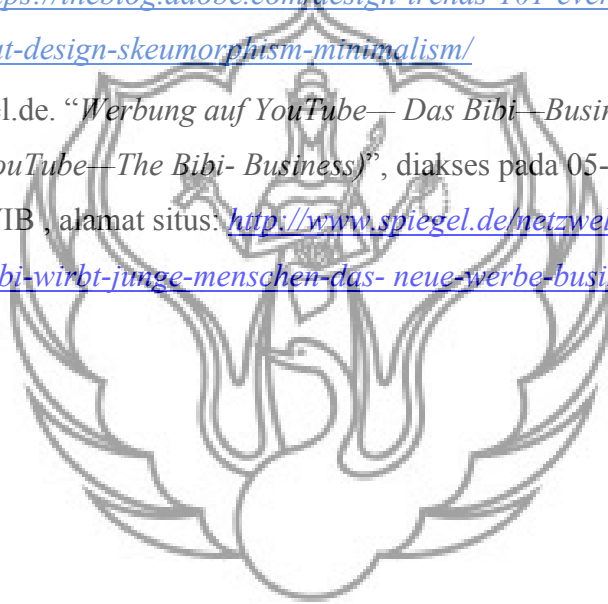 ttps://theblog.adobe.com/design-trends-101-ever
at-design-skeumorphism-minimalism/
el.de. “Werbung auf YouTube— Das Bibi—Busin
ouTube—The Bibi- Business)”, diakses pada 05-
VIB , alamat situs: http://www.spiegel.de/netzwel
bi-wirbt-junge-menschen-das- neue-werbe-busi